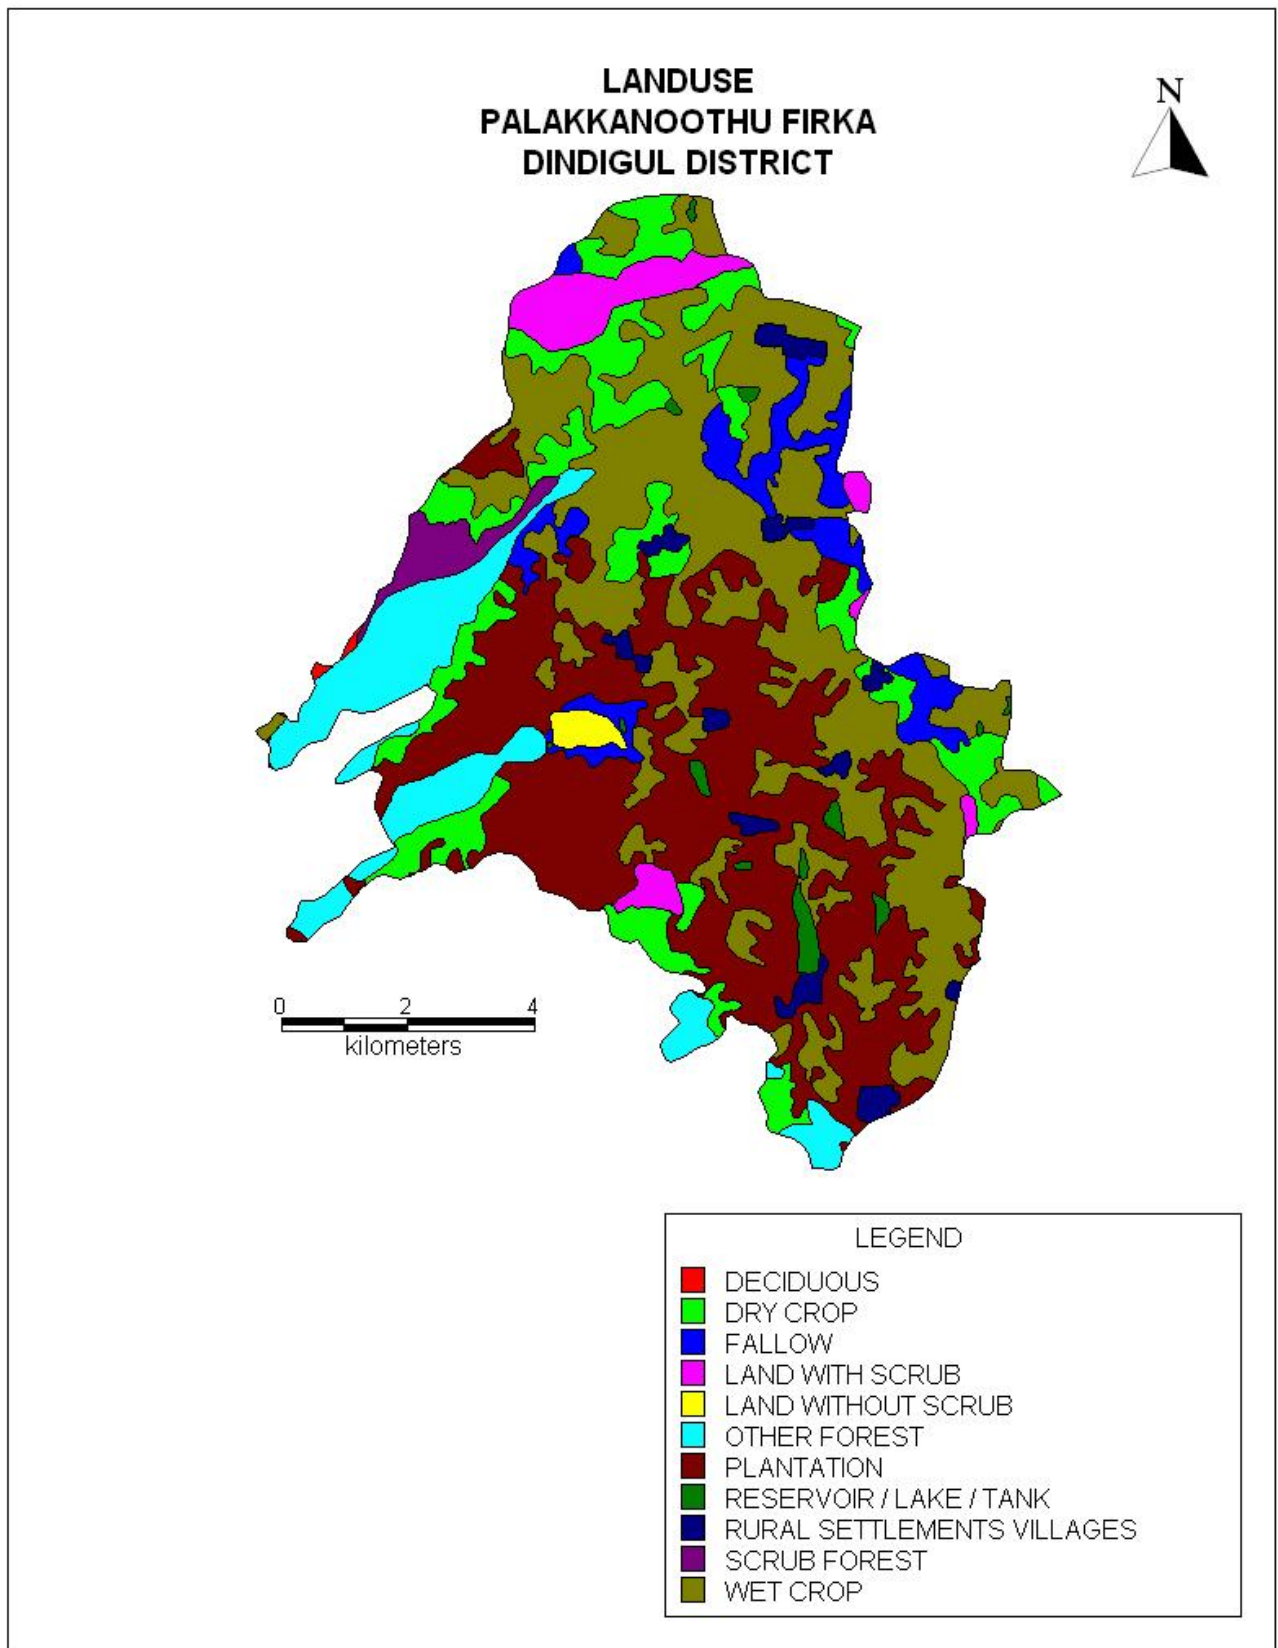 LANDUSE
PALAKKANOOTHU FIRKA
DINDIGUL DISTRICT
N
0 2 4
kilometers
LEGEND
DECIDUOUS
DRY CROP
FALLOW
LAND WITH SCRUB
LAND WITHOUT SCRUB
OTHER FOREST
PLANTATION
RESERVOIR / LAKE / TANK
RURAL SETTLEMENTS VILLAGES
SCRUB FOREST
WET CROP